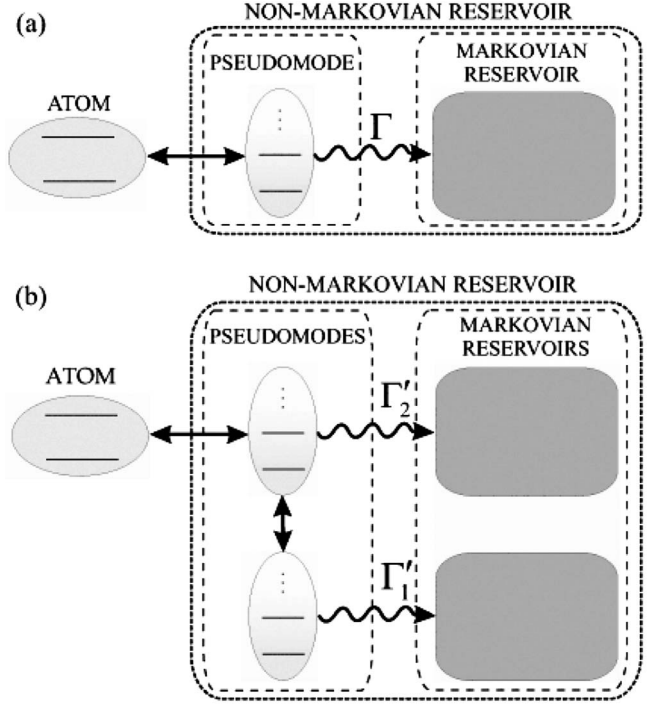 (a)
NON-MARKOVIAN RESERVOIR
PSEUDOMODE
MARKOVIAN
RESERVOIR
ATOM
Γ
(b)
NON-MARKOVIAN RESERVOIR
PSEUDOMODES
MARKOVIAN
RESERVOIRS
ATOM
Γ′₂
Γ′₁